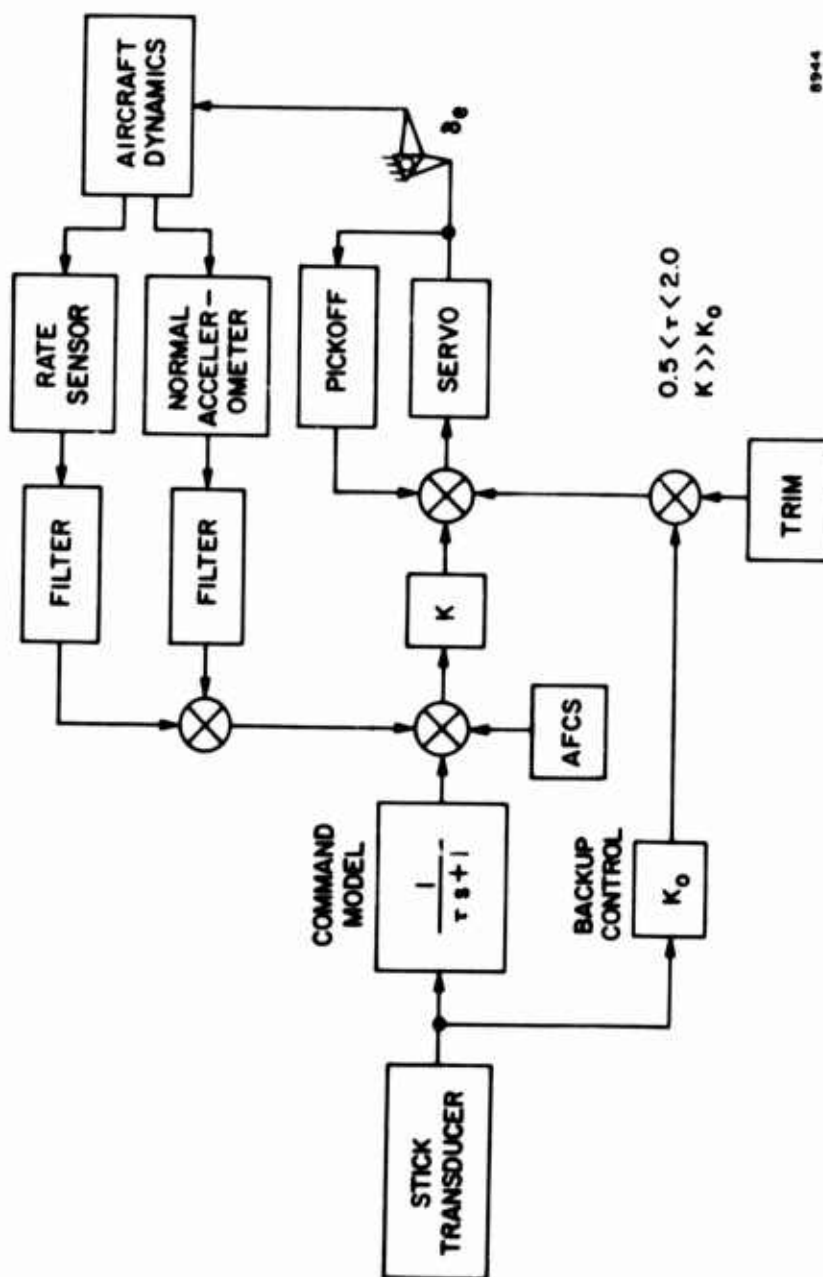 AIRCRAFT
DYNAMICS
RATE
SENSOR
FILTER
NORMAL
ACCELER-
OMETER
FILTER
PICKOFF
SERVO
δe
K
AFCS
COMMAND
MODEL
1
τ s + 1
STICK
TRANSDUCER
BACKUP
CONTROL
K₀
TRIM
0.5 < τ < 2.0
K >> K₀
8944